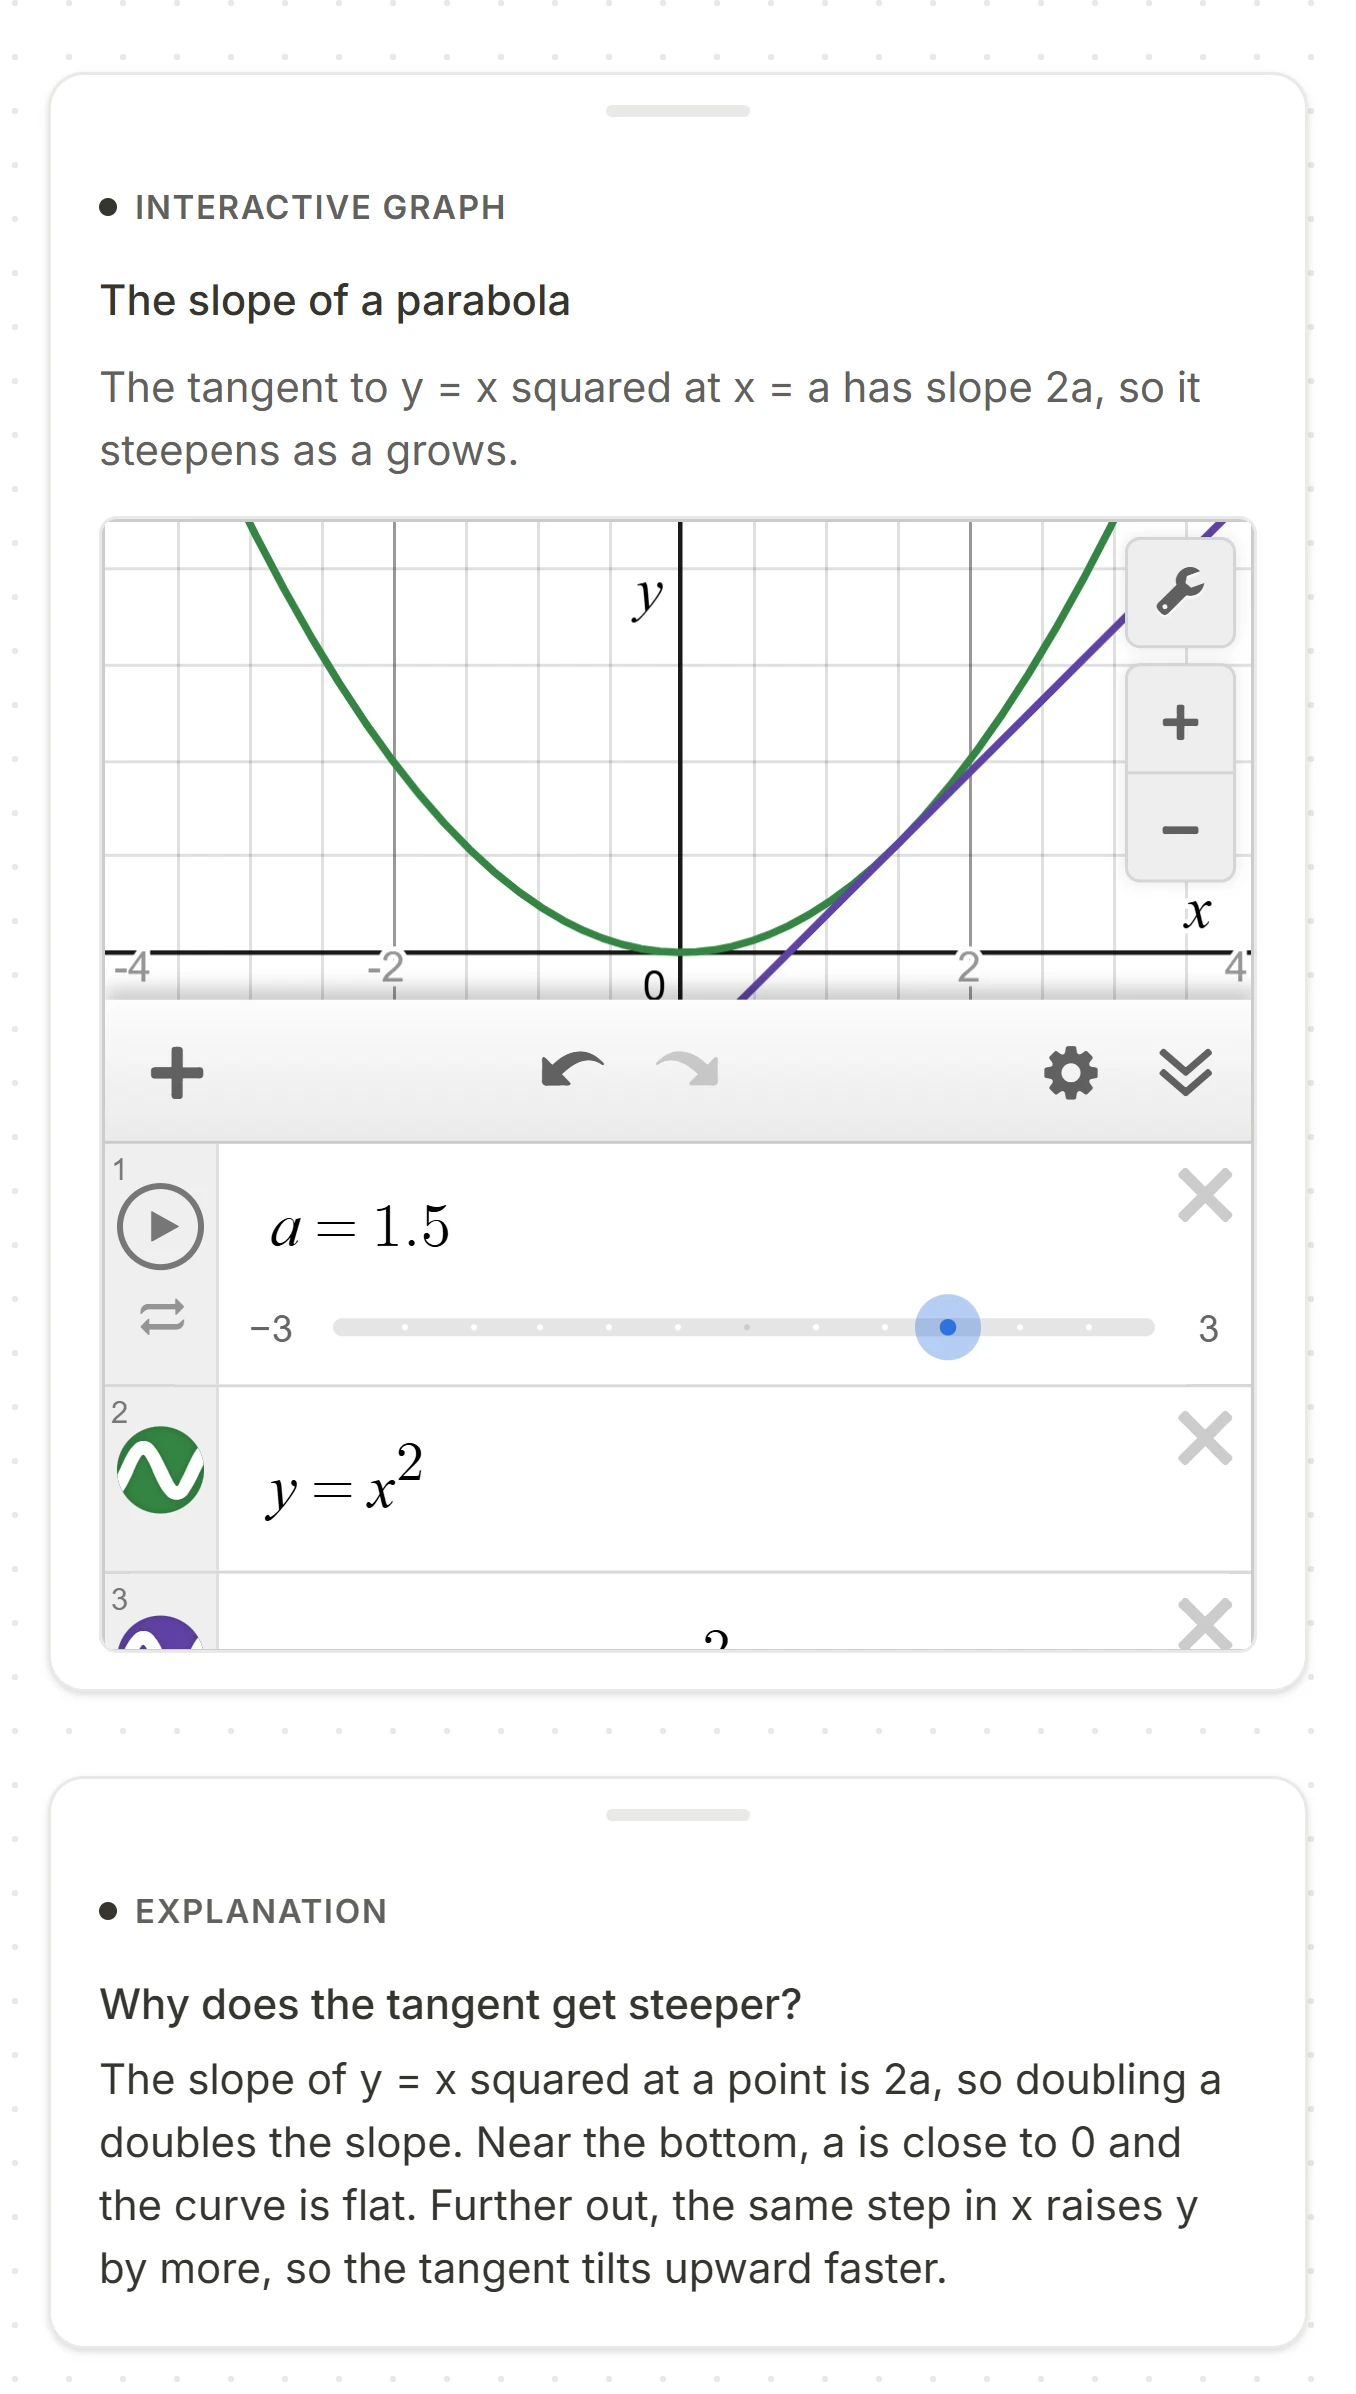 INTERACTIVE GRAPH
The slope of a parabola
The tangent to y = x squared at x = a has slope 2a, so it
steepens as a grows.
y
x
-4
-2
0
2
4
1
a = 1.5
−3
3
2
y = x²
3
2
EXPLANATION
Why does the tangent get steeper?
The slope of y = x squared at a point is 2a, so doubling a
doubles the slope. Near the bottom, a is close to 0 and
the curve is flat. Further out, the same step in x raises y
by more, so the tangent tilts upward faster.